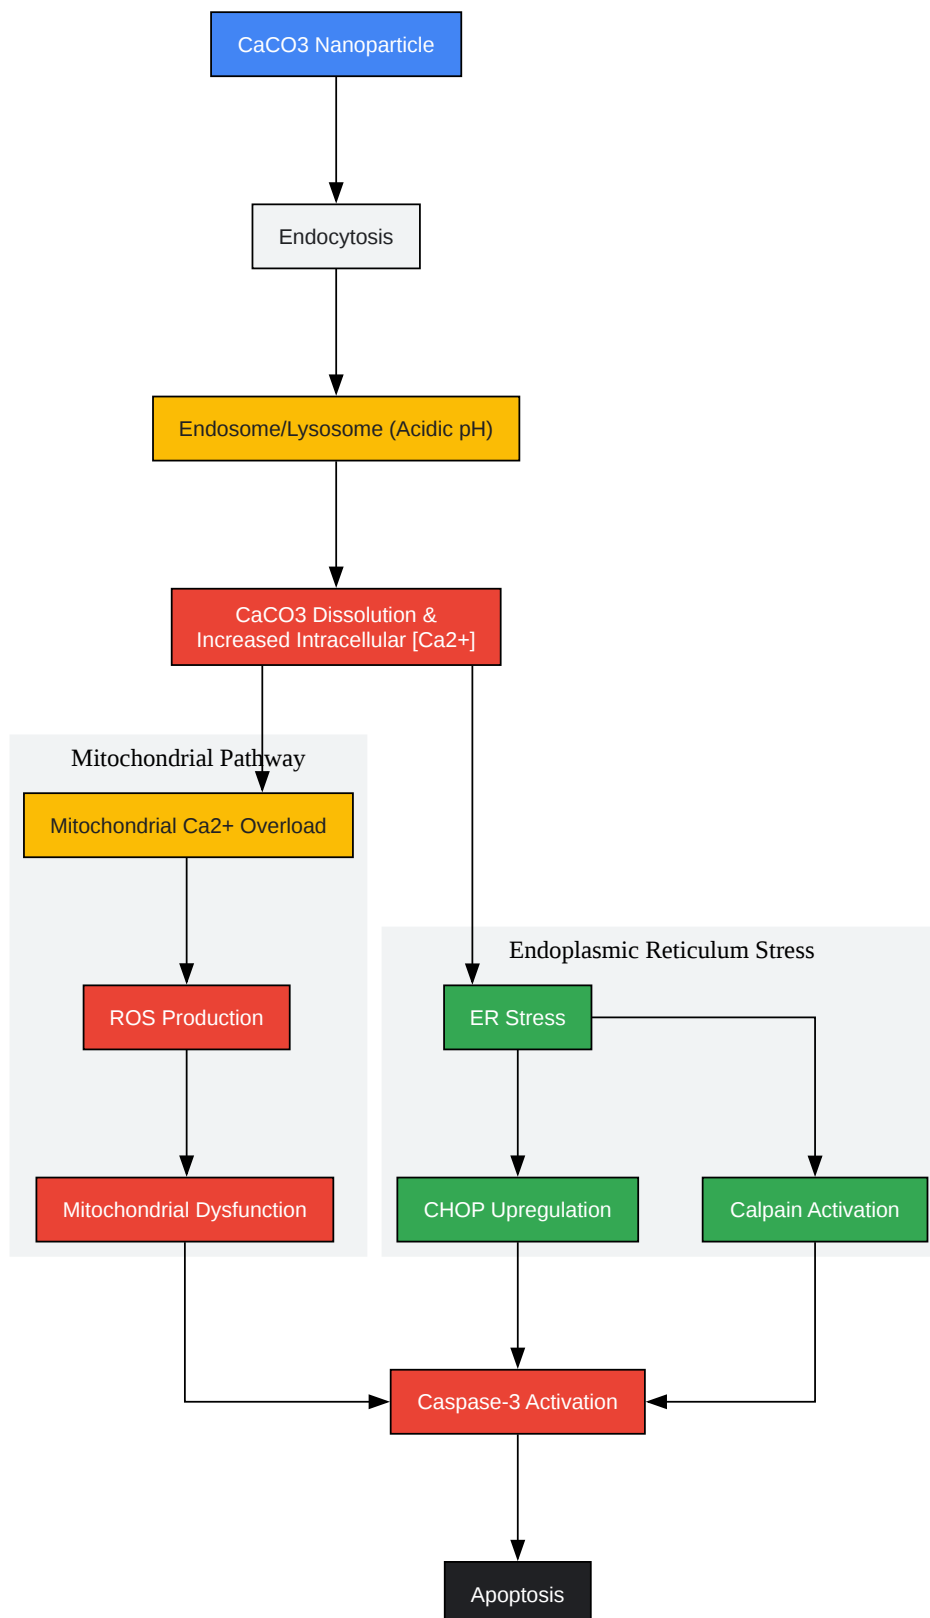 CaCO3 Nanoparticle
Endocytosis
Endosome/Lysosome (Acidic pH)
CaCO3 Dissolution &
Increased Intracellular [Ca2+]
Mitochondrial Pathway
Mitochondrial Ca2+ Overload
Endoplasmic Reticulum Stress
ROS Production
ER Stress
Mitochondrial Dysfunction
CHOP Upregulation
Calpain Activation
Caspase-3 Activation
Apoptosis